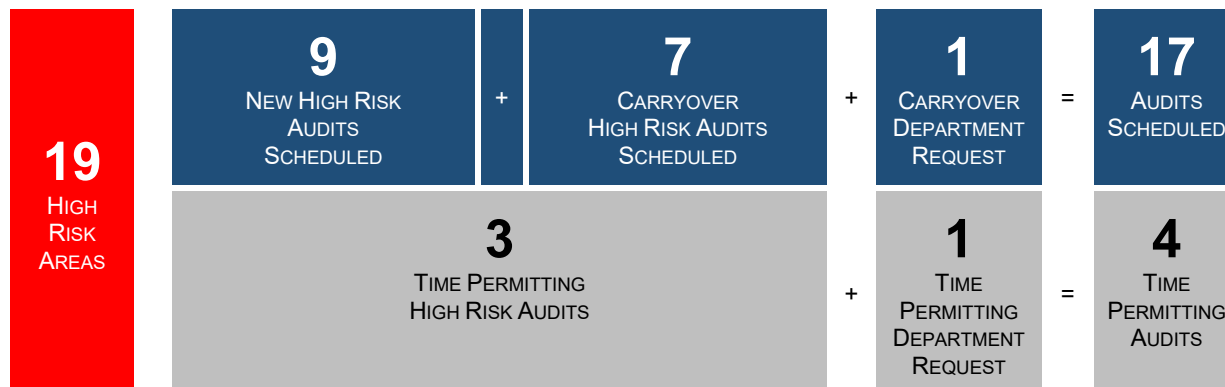 19
HIGH
RISK
AREAS
9
NEW HIGH RISK
AUDITS
SCHEDULED
+
7
CARRYOVER
HIGH RISK AUDITS
SCHEDULED
+
1
CARRYOVER
DEPARTMENT
REQUEST
=
17
AUDITS
SCHEDULED
3
TIME PERMITTING
HIGH RISK AUDITS
+
1
TIME
PERMITTING
DEPARTMENT
REQUEST
=
4
TIME
PERMITTING
AUDITS